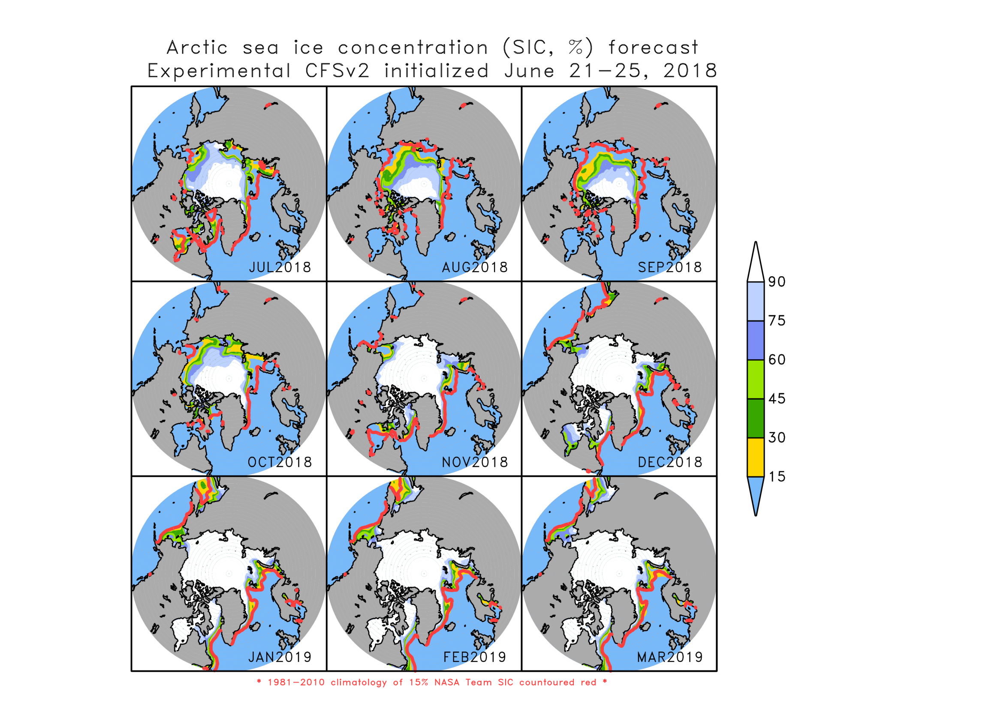 Arctic sea ice concentration (SIC, %) forecast
Experimental CFSv2 initialized June 21-25, 2018
JUL2018
AUG2018
SEP2018
OCT2018
NOV2018
DEC2018
JAN2019
FEB2019
MAR2019
90
75
60
45
30
15
* 1981-2010 climatology of 15% NASA Team SIC countoured red *